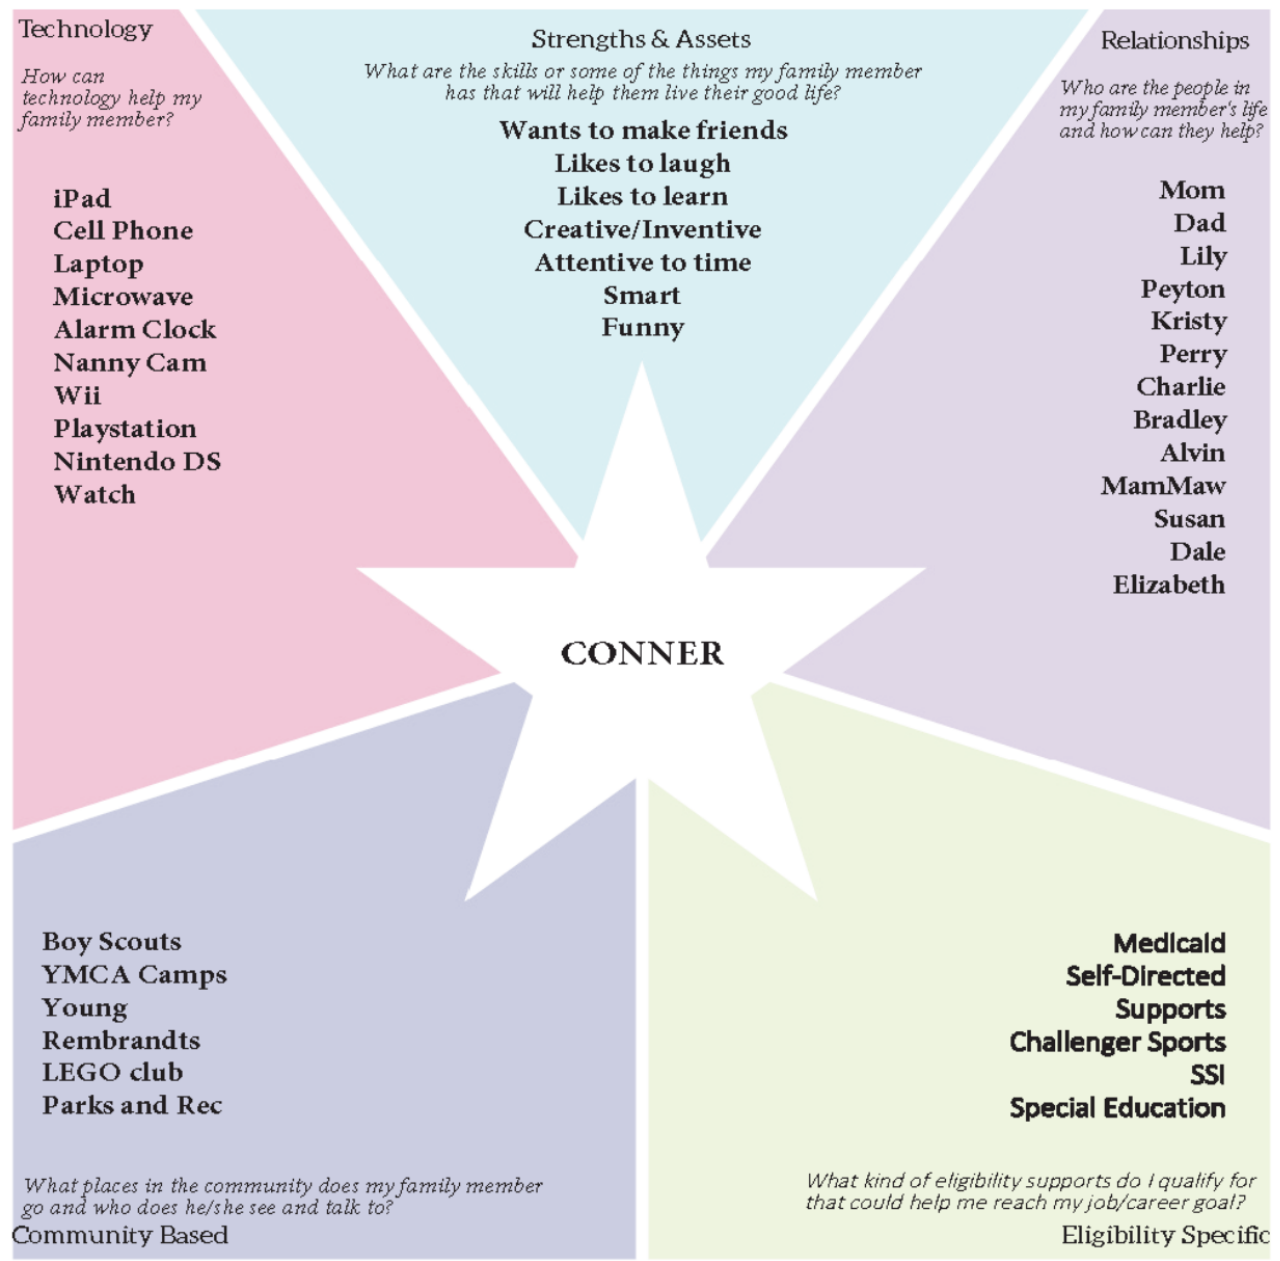 Technology
How can
technology help my
family member?
iPad
Cell Phone
Laptop
Microwave
Alarm Clock
Nanny Cam
Wii
Playstation
Nintendo DS
Watch
Strengths & Assets
What are the skills or some of the things my family member
has that will help them live their good life?
Wants to make friends
Likes to laugh
Likes to learn
Creative/Inventive
Attentive to time
Smart
Funny
Relationships
Who are the people in
my family member's life
and how can they help?
Mom
Dad
Lily
Peyton
Kristy
Perry
Charlie
Bradley
Alvin
MamMaw
Susan
Dale
Elizabeth
CONNER
Boy Scouts
YMCA Camps
Young
Rembrandts
LEGO club
Parks and Rec
What places in the community does my family member
go and who does he/she see and talk to?
Community Based
Medicaid
Self-Directed
Supports
Challenger Sports
SSI
Special Education
What kind of eligibility supports do I qualify for
that could help me reach my job/career goal?
Eligibility Specific